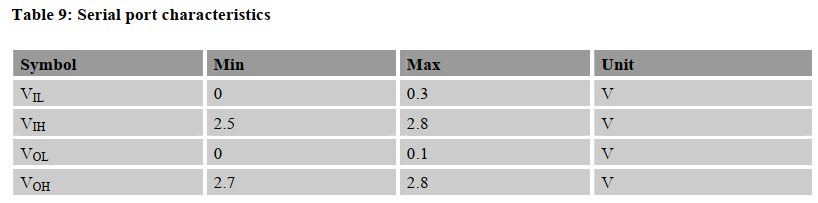 Table 9: Serial port characteristics
Symbol Min Max Unit
VIL 0 0.3 V
VIH 2.5 2.8 V
VOL 0 0.1 V
VOH 2.7 2.8 V